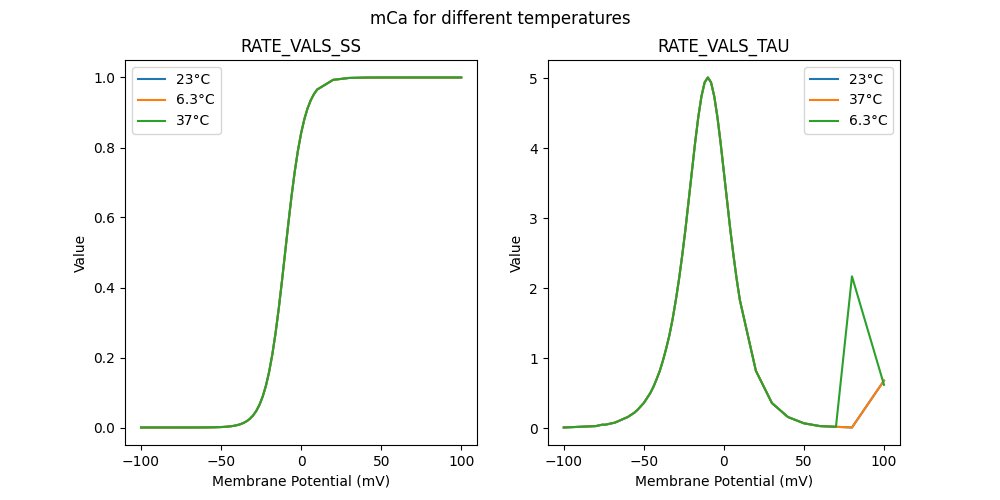 mCa for different temperatures
RATE_VALS_SS
23°C
6.3°C
37°C
1.0
0.8
0.6
0.4
0.2
0.0
Value
−100
−50
0
50
100
Membrane Potential (mV)
RATE_VALS_TAU
23°C
37°C
6.3°C
5
4
3
2
1
0
Value
−100
−50
0
50
100
Membrane Potential (mV)